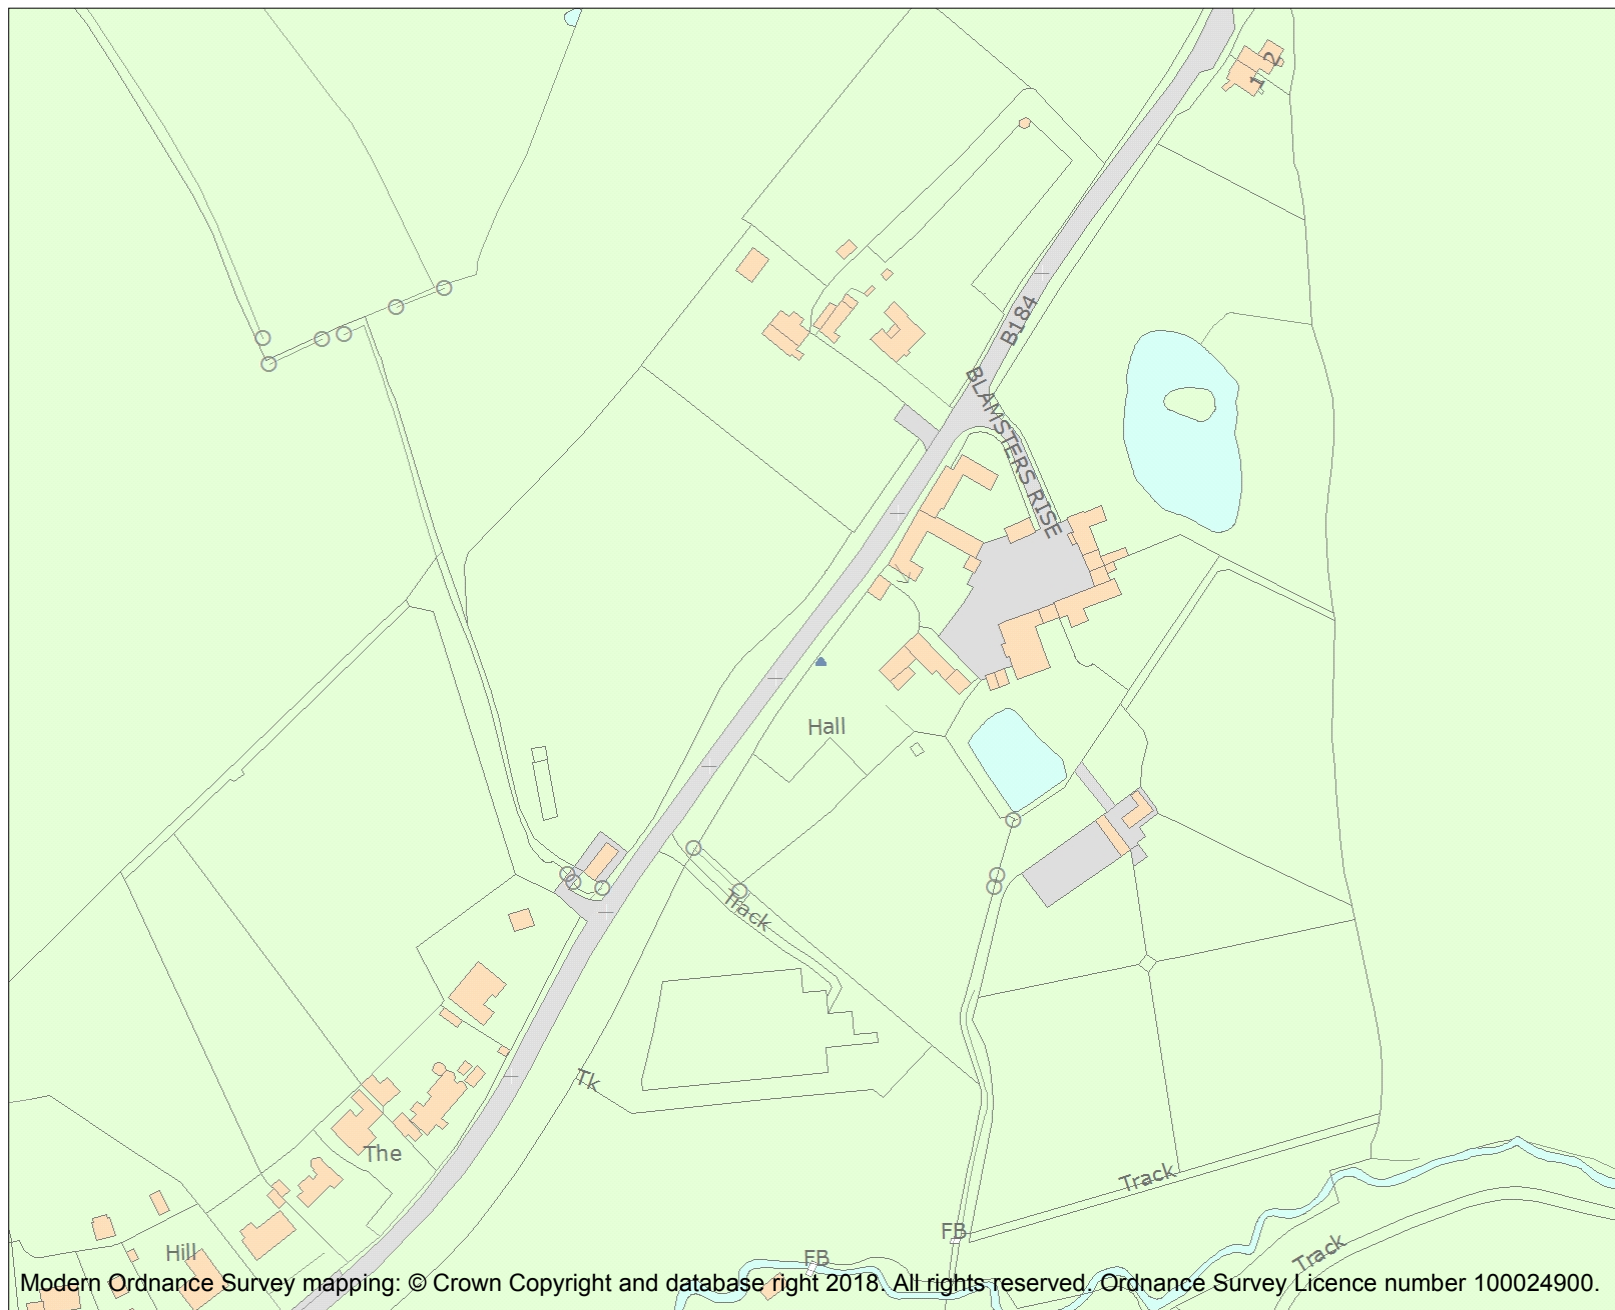 2
1
B184
BLAMSTERS RISE
Hall
Track
Tk
The
Track
FB
Hill
FB
Track
Modern Ordnance Survey mapping: © Crown Copyright and database right 2018. All rights reserved. Ordnance Survey Licence number 100024900.